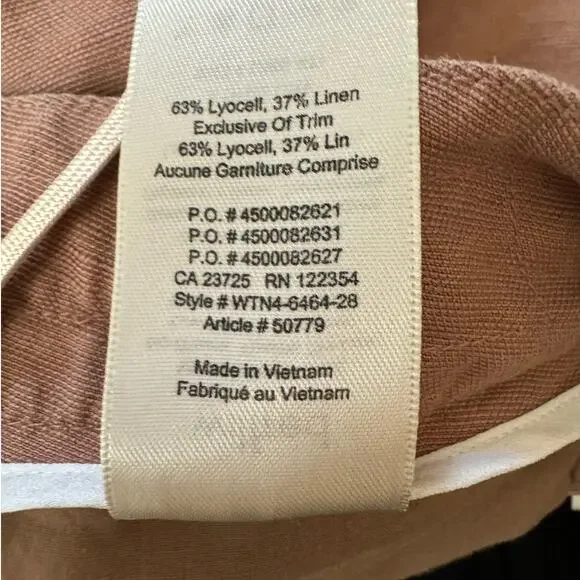 63% Lyocell, 37% Linen
Exclusive Of Trim
63% Lyocell, 37% Lin
Aucune Garniture Comprise
P.O. # 4500082621
P.O. # 4500082631
P.O. # 4500082627
CA 23725 RN 122354
Style # WTN4-6464-28
Article # 50779
Made in Vietnam
Fabriqué au Vietnam